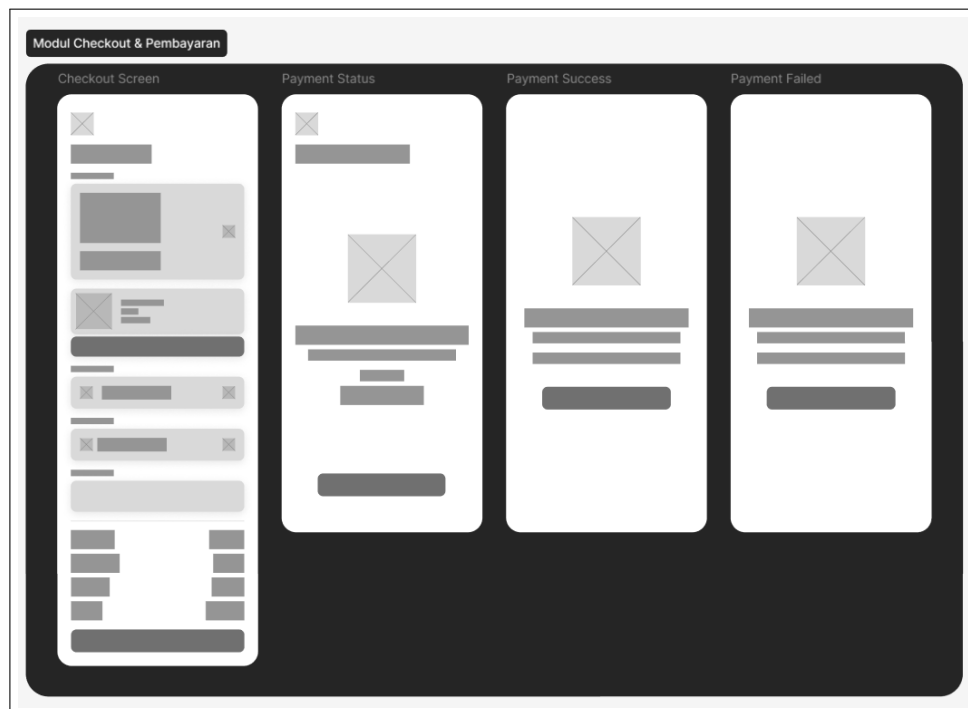 Modul Checkout & Pembayaran
Checkout Screen
Payment Status
Payment Success
Payment Failed